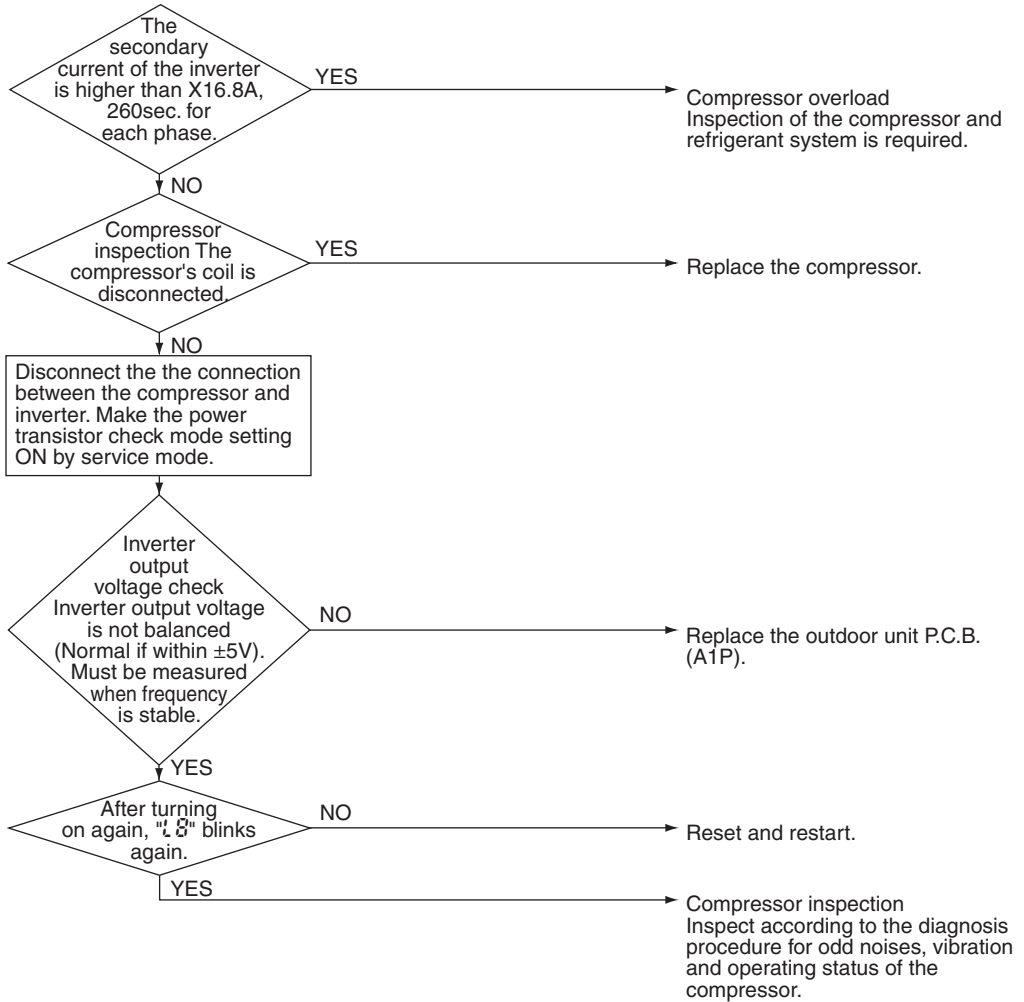 The
secondary
current of the inverter
is higher than X16.8A,
260sec. for
each phase.
YES
Compressor overload
Inspection of the compressor and
refrigerant system is required.
NO
Compressor
inspection The
compressor's coil is
disconnected.
YES
Replace the compressor.
NO
Disconnect the the connection
between the compressor and
inverter. Make the power
transistor check mode setting
ON by service mode.
Inverter
output
voltage check
Inverter output voltage
is not balanced
(Normal if within ±5V).
Must be measured
when frequency
is stable.
NO
Replace the outdoor unit P.C.B.
(A1P).
YES
After turning
on again, "L8" blinks
again.
NO
Reset and restart.
YES
Compressor inspection
Inspect according to the diagnosis
procedure for odd noises, vibration
and operating status of the
compressor.